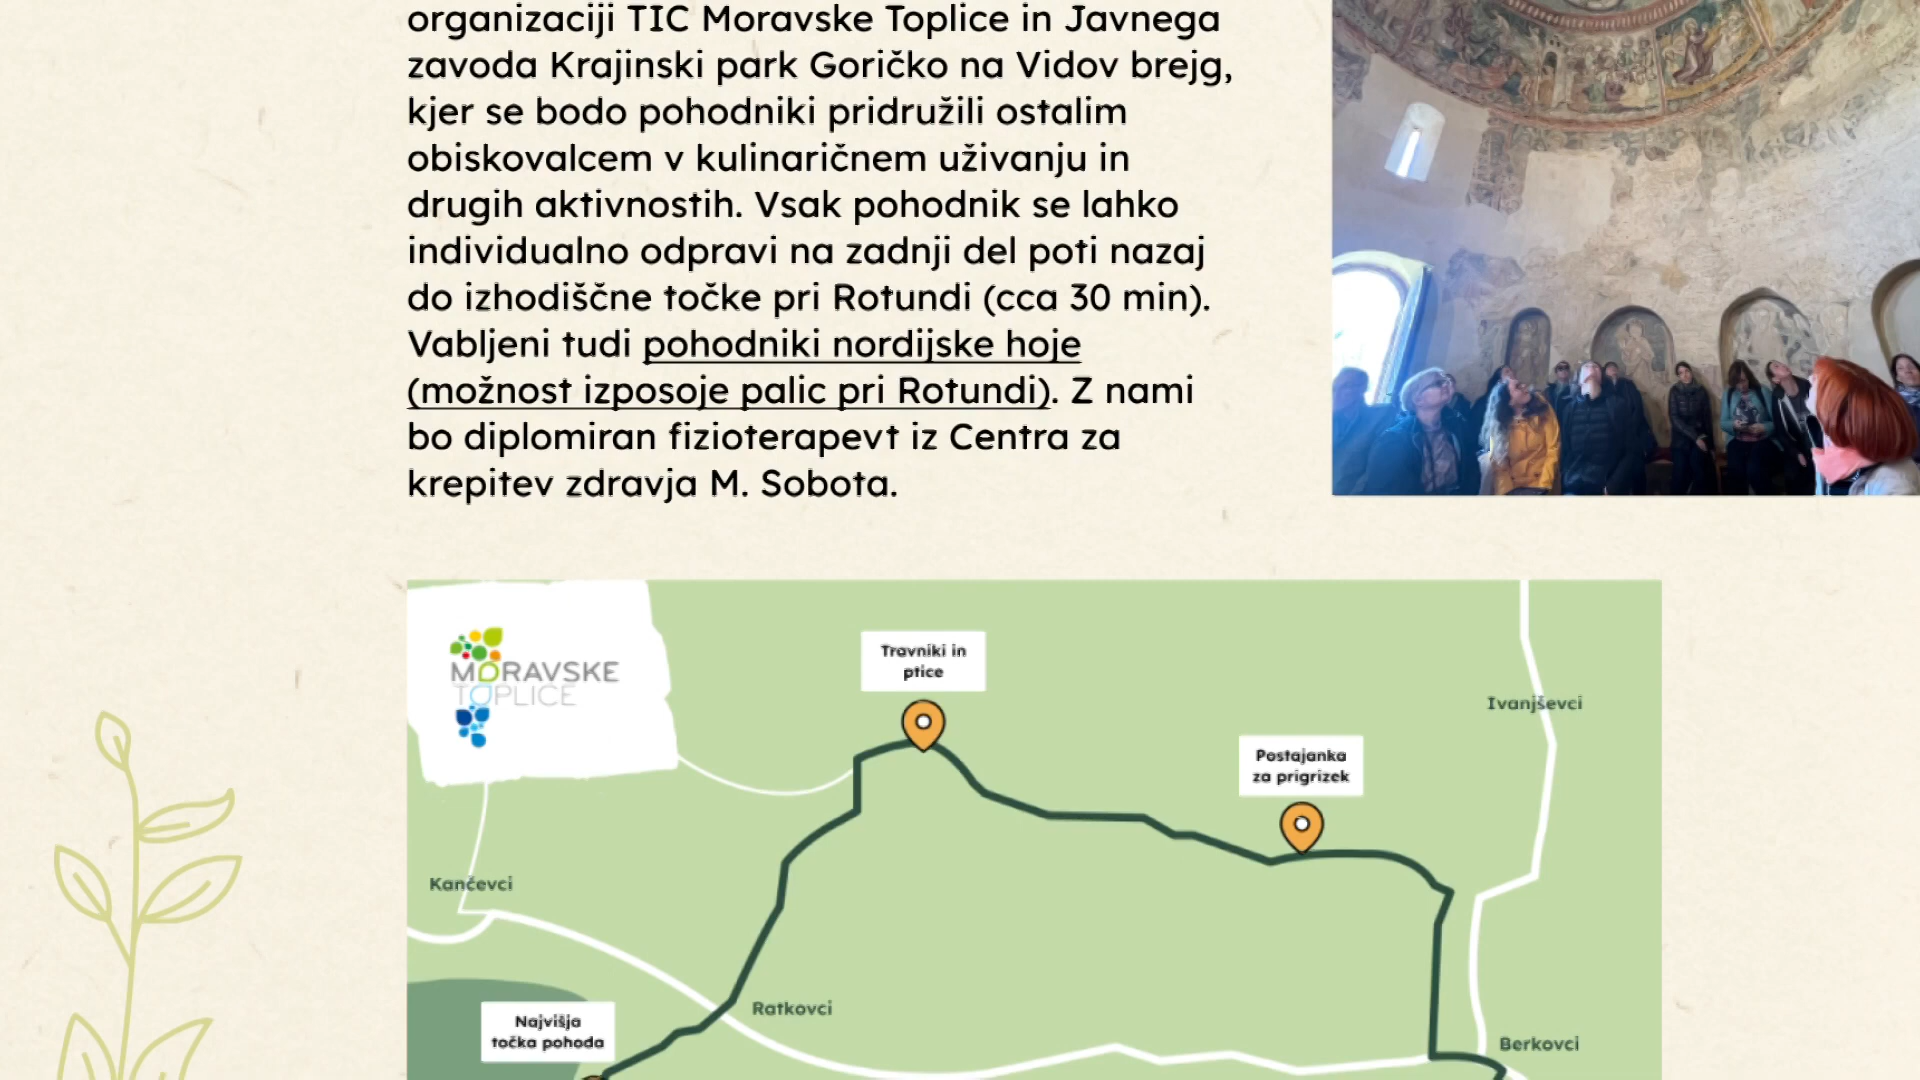 organizaciji TIC Moravske Toplice in Javnega
zavoda Krajinski park Goričko na Vidov brejg,
kjer se bodo pohodniki pridružili ostalim
obiskovalcem v kulinaričnem uživanju in
drugih aktivnostih. Vsak pohodnik se lahko
individualno odpravi na zadnji del poti nazaj
do izhodiščne točke pri Rotundi (cca 30 min).
Vabljeni tudi pohodniki nordijske hoje
(možnost izposoje palic pri Rotundi). Z nami
bo diplomiran fizioterapevt iz Centra za
krepitev zdravja M. Sobota.
MORAVSKE
TOPLICE
Travniki in
ptice
Ivanjševci
Postajanka
za prigrizek
Kančevci
Ratkovci
Najvišja
točka pohoda
Berkovci